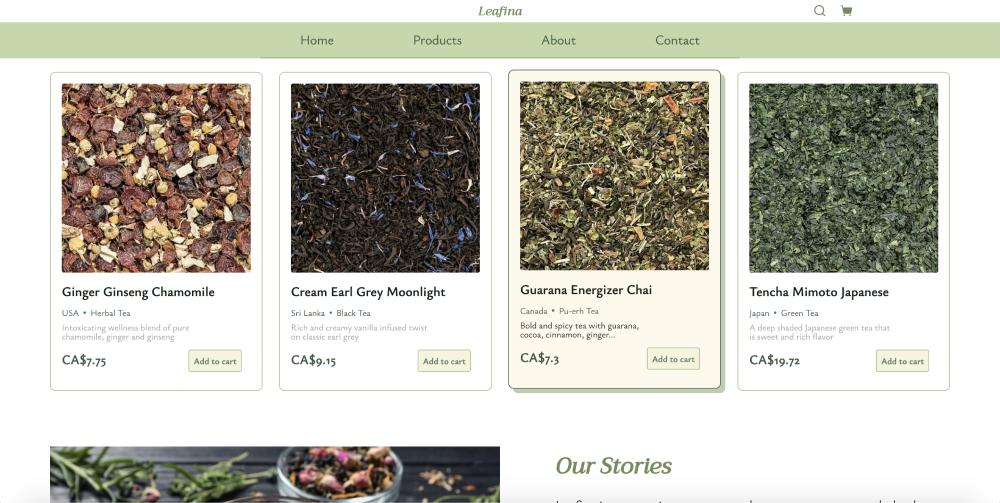 Leafina
Home Products About Contact
Ginger Ginseng Chamomile
USA • Herbal Tea
Intoxicating wellness blend of pure
chamomile, ginger and ginseng
CA$7.75 Add to cart
Cream Earl Grey Moonlight
Sri Lanka • Black Tea
Rich and creamy vanilla infused twist
on classic earl grey
CA$9.15 Add to cart
Guarana Energizer Chai
Canada • Pu-erh Tea
Bold and spicy tea with guarana,
cocoa, cinnamon, ginger...
CA$7.3 Add to cart
Tencha Mimoto Japanese
Japan • Green Tea
A deep shaded Japanese green tea that
is sweet and rich flavor
CA$19.72 Add to cart
Our Stories